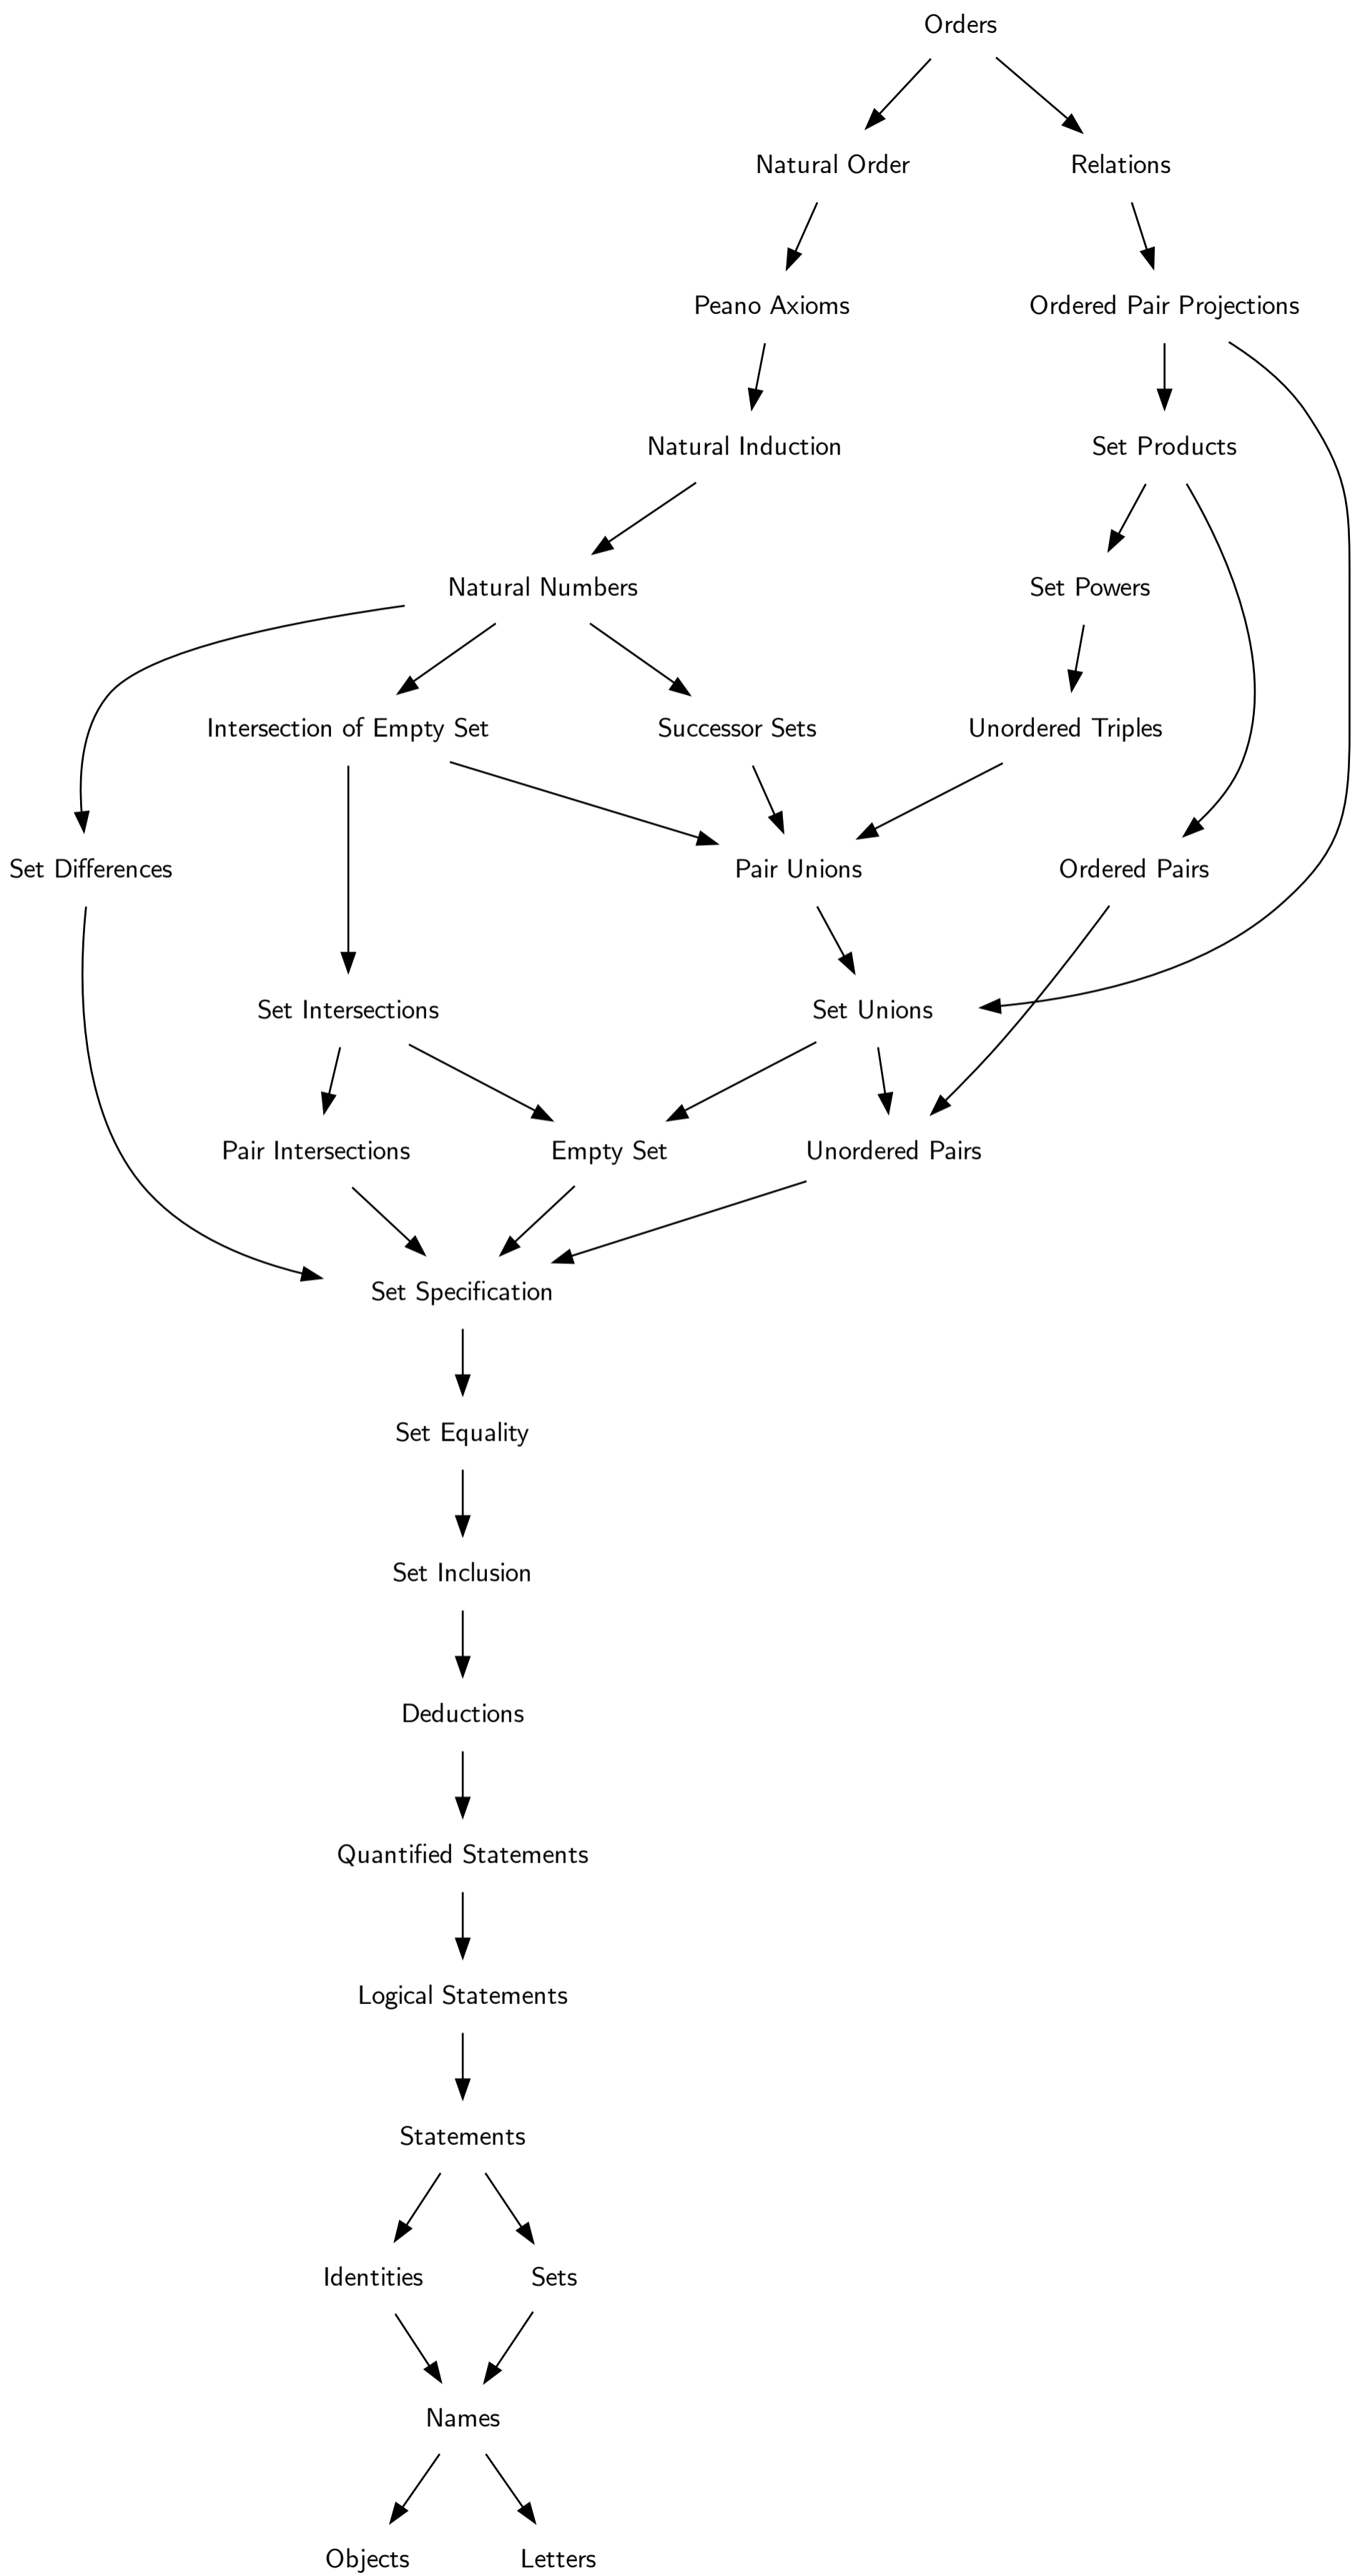 Orders
Natural Order
Relations
Peano Axioms
Ordered Pair Projections
Natural Induction
Set Products
Natural Numbers
Set Powers
Intersection of Empty Set
Successor Sets
Unordered Triples
Set Differences
Pair Unions
Ordered Pairs
Set Intersections
Set Unions
Pair Intersections
Empty Set
Unordered Pairs
Set Specification
Set Equality
Set Inclusion
Deductions
Quantified Statements
Logical Statements
Statements
Identities
Sets
Names
Objects
Letters